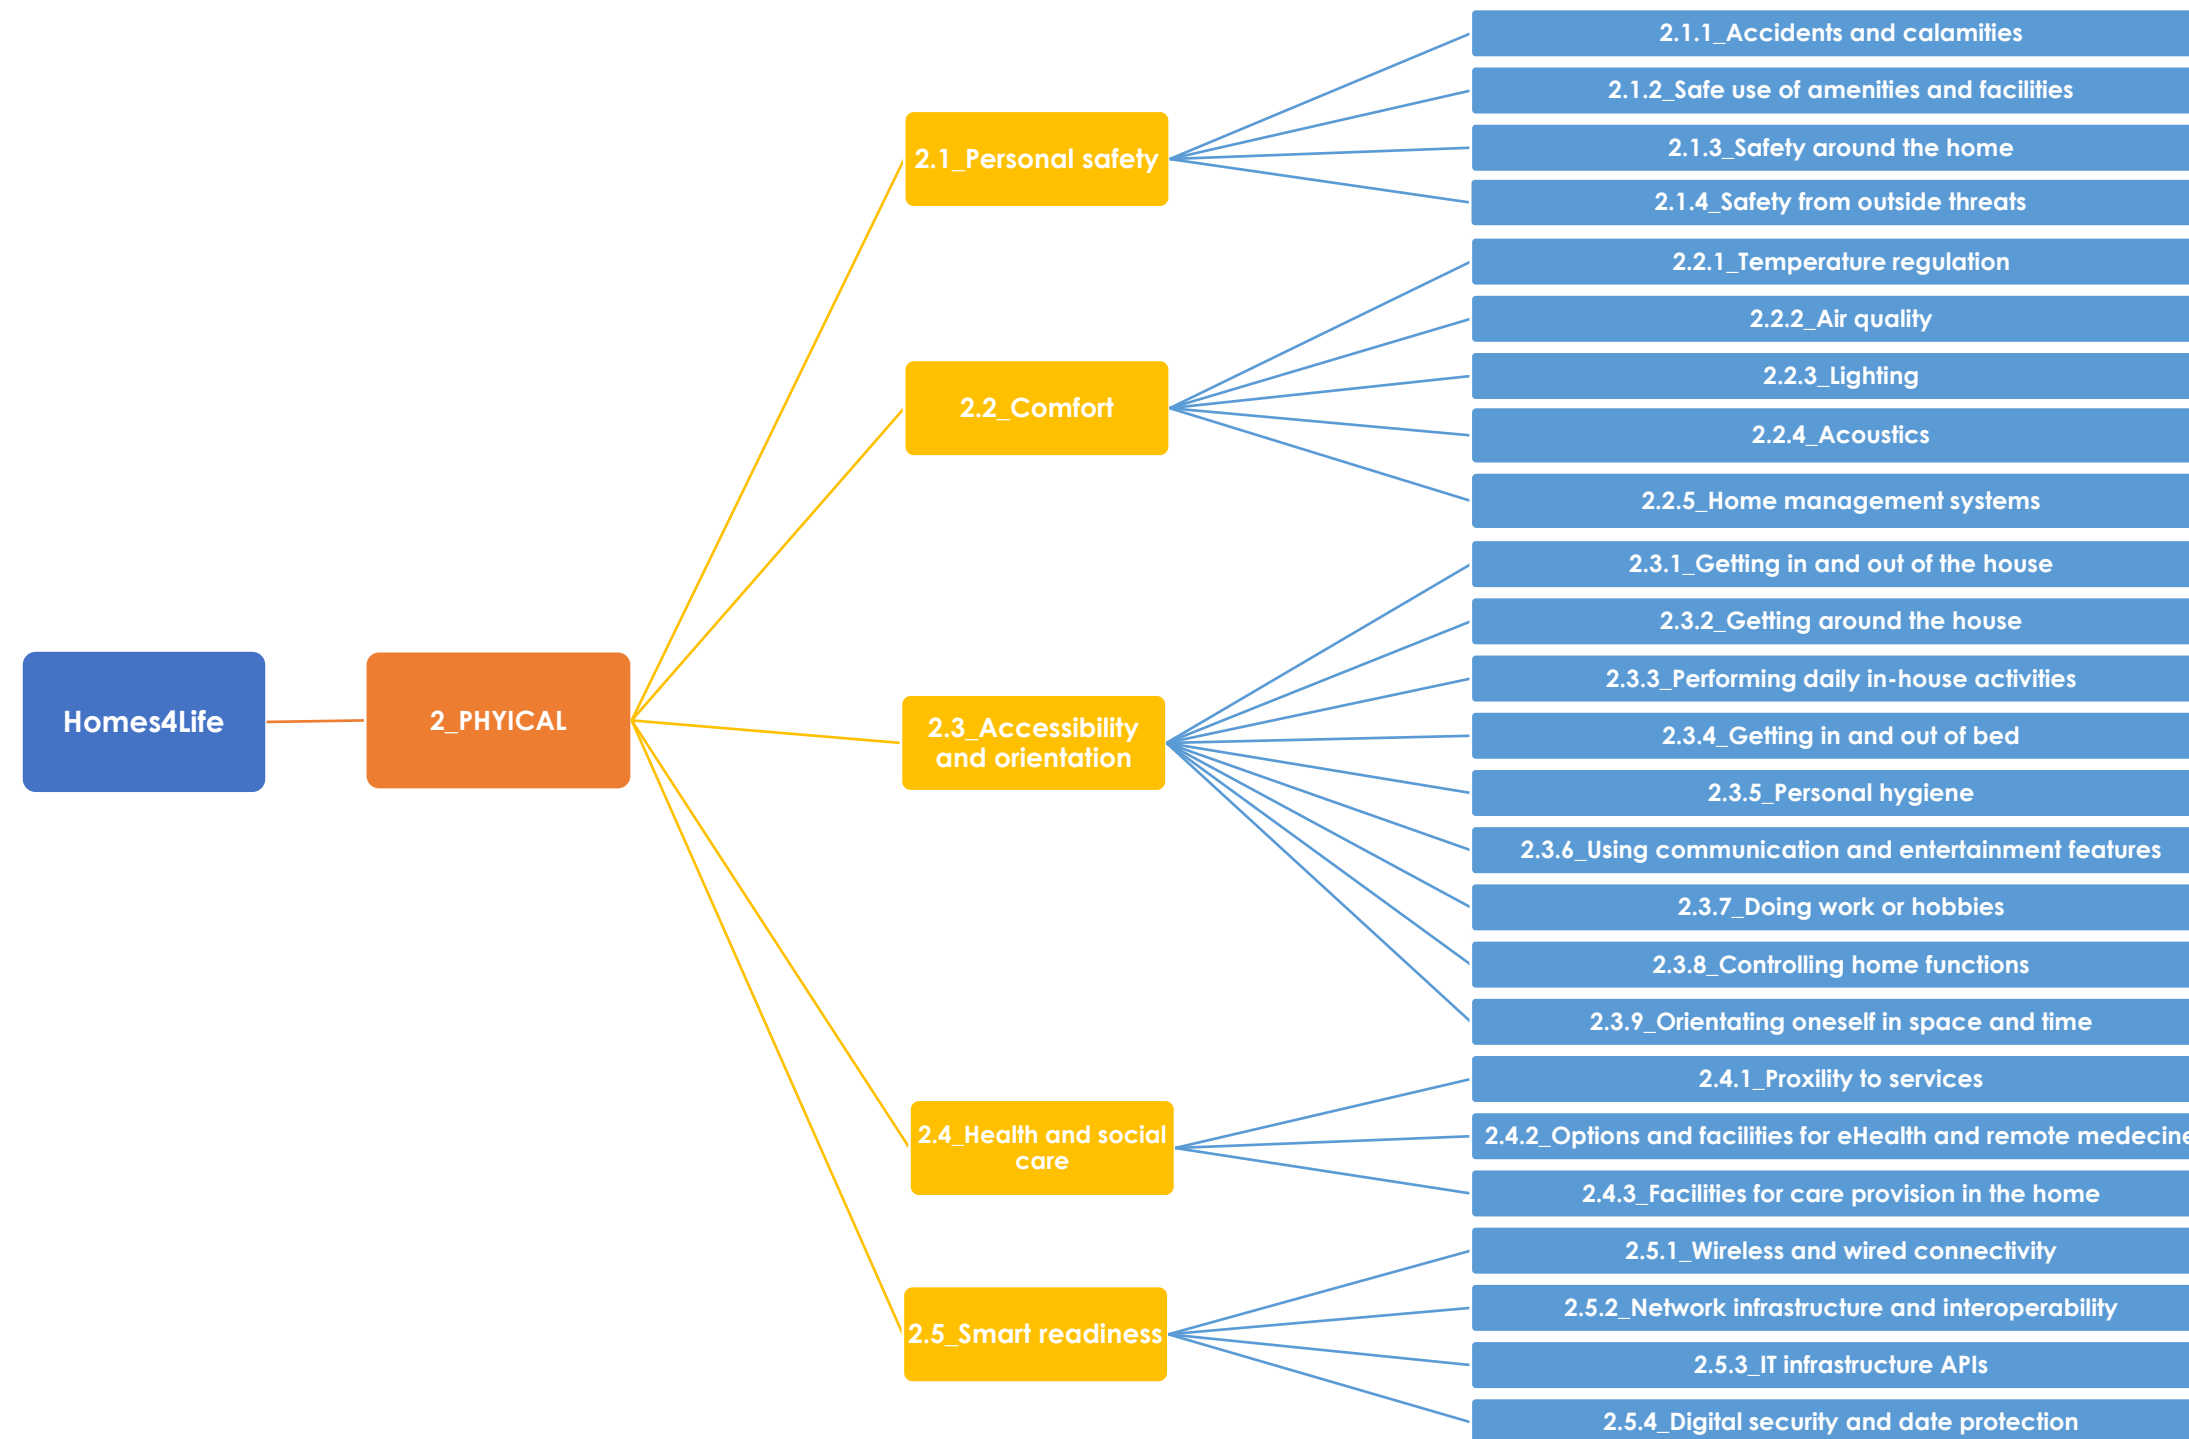 Homes4Life
2_PHYICAL
2.1_Personal safety
2.1.1_Accidents and calamities
2.1.2_Safe use of amenities and facilities
2.1.3_Safety around the home
2.1.4_Safety from outside threats
2.2_Comfort
2.2.1_Temperature regulation
2.2.2_Air quality
2.2.3_Lighting
2.2.4_Acoustics
2.2.5_Home management systems
2.3_Accessibility
and orientation
2.3.1_Getting in and out of the house
2.3.2_Getting around the house
2.3.3_Performing daily in-house activities
2.3.4_Getting in and out of bed
2.3.5_Personal hygiene
2.3.6_Using communication and entertainment features
2.3.7_Doing work or hobbies
2.3.8_Controlling home functions
2.3.9_Orientating oneself in space and time
2.4_Health and social
care
2.4.1_Proxility to services
2.4.2_Options and facilities for eHealth and remote medecine
2.4.3_Facilities for care provision in the home
2.5_Smart readiness
2.5.1_Wireless and wired connectivity
2.5.2_Network infrastructure and interoperability
2.5.3_IT infrastructure APIs
2.5.4_Digital security and date protection